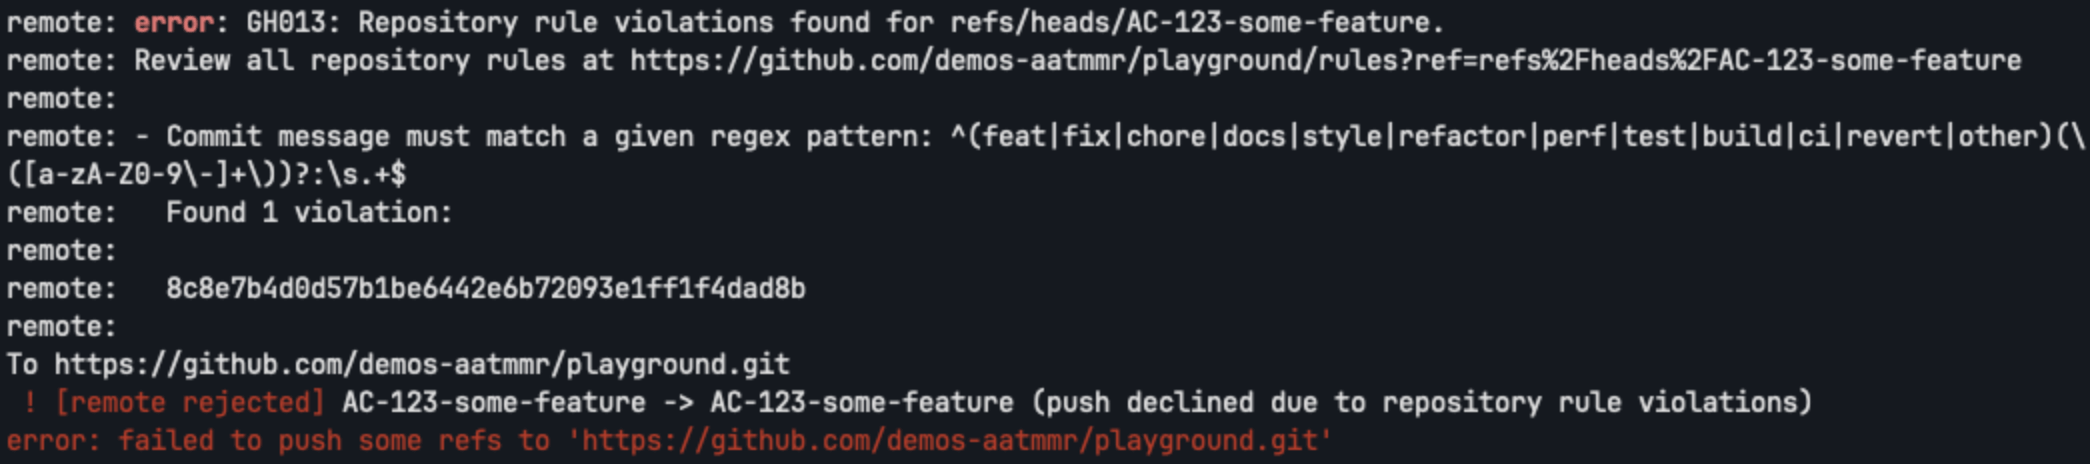 remote: error: GH013: Repository rule violations found for refs/heads/AC-123-some-feature.
remote: Review all repository rules at https://github.com/demos-aatmmr/playground/rules?ref=refs%2Fheads%2FAC-123-some-feature
remote:
remote: - Commit message must match a given regex pattern: ^(feat|fix|chore|docs|style|refactor|perf|test|build|ci|revert|other)(\
([a-zA-Z0-9\-]+\))?:\s.+$
remote:   Found 1 violation:
remote:
remote:   8c8e7b4d0d57b1be6442e6b72093e1ff1f4dad8b
remote:
To https://github.com/demos-aatmmr/playground.git
 ! [remote rejected] AC-123-some-feature -> AC-123-some-feature (push declined due to repository rule violations)
error: failed to push some refs to 'https://github.com/demos-aatmmr/playground.git'